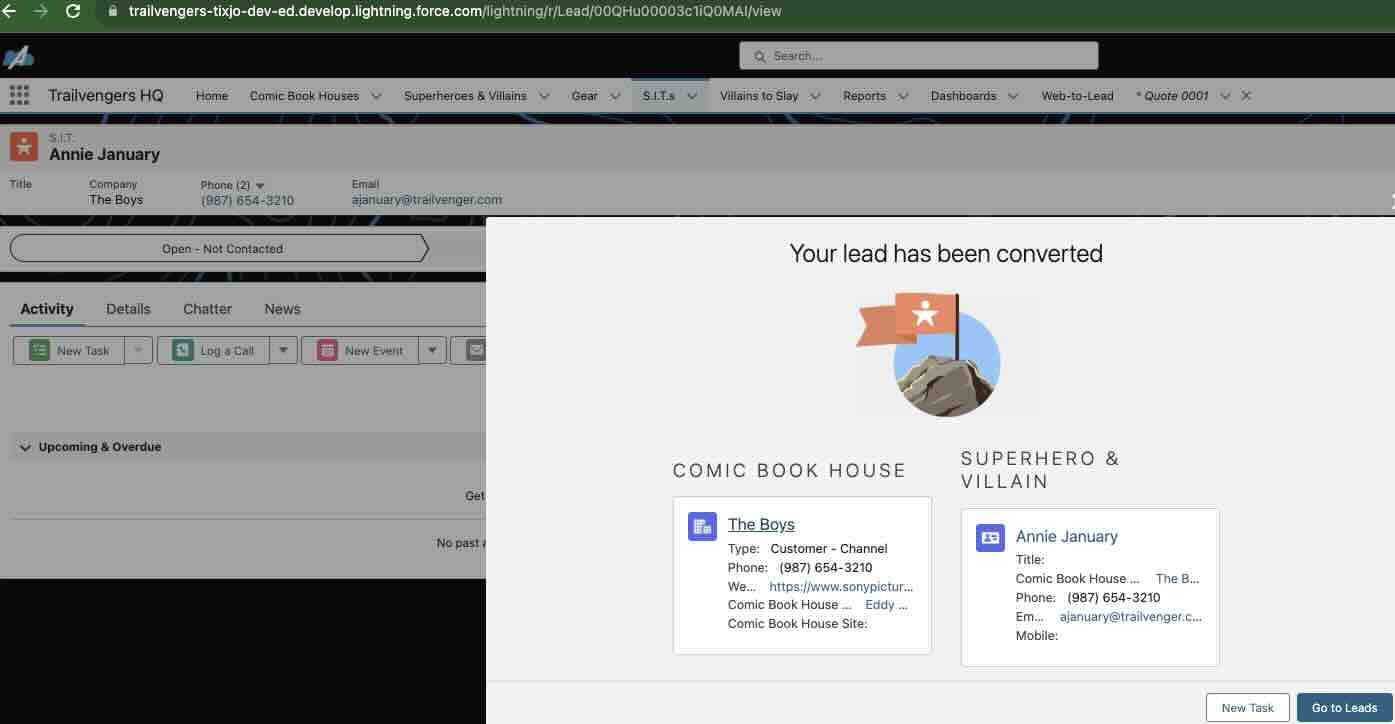 trailvengers-tixjo-dev-ed.develop.lightning.force.com/lightning/r/Lead/00QHu00003c1iQ0MAI/view
Search...
Trailvengers HQ Home Comic Book Houses Superheroes & Villains Gear S.I.T.s Villains to Slay Reports Dashboards Web-to-Lead * Quote 0001
S.I.T.
Annie January
Title Company Phone (2) Email
The Boys (987) 654-3210 ajanuary@trailvenger.com
Open - Not Contacted
Activity Details Chatter News
New Task Log a Call New Event
Upcoming & Overdue
Get
No past a
Your lead has been converted
COMIC BOOK HOUSE
The Boys
Type: Customer - Channel
Phone: (987) 654-3210
We... https://www.sonypictur...
Comic Book House ... Eddy ...
Comic Book House Site:
SUPERHERO &
VILLAIN
Annie January
Title:
Comic Book House ... The B...
Phone: (987) 654-3210
Em... ajanuary@trailvenger.c...
Mobile:
New Task Go to Leads